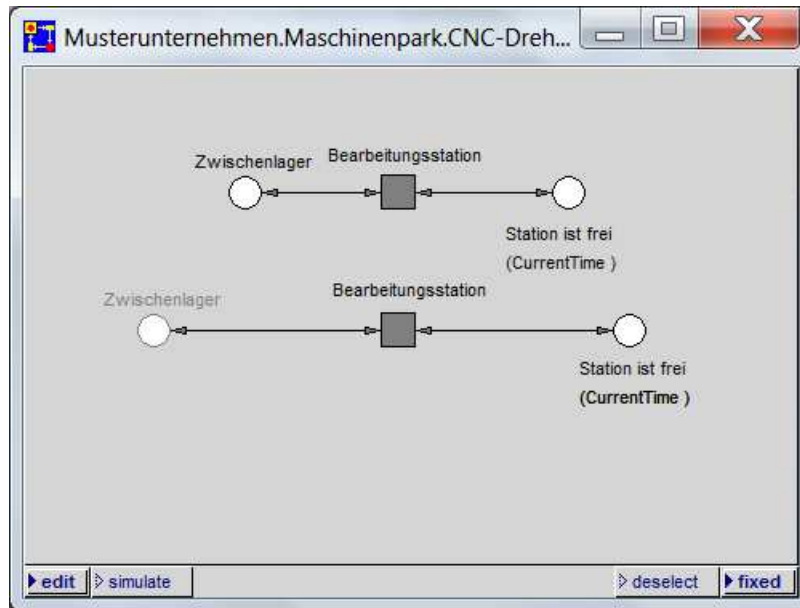 Musterunternehmen.Maschinenpark.CNC-Dreh...
Zwischenlager
Bearbeitungsstation
Station ist frei
(CurrentTime )
Zwischenlager
Bearbeitungsstation
Station ist frei
(CurrentTime )
edit
simulate
deselect
fixed